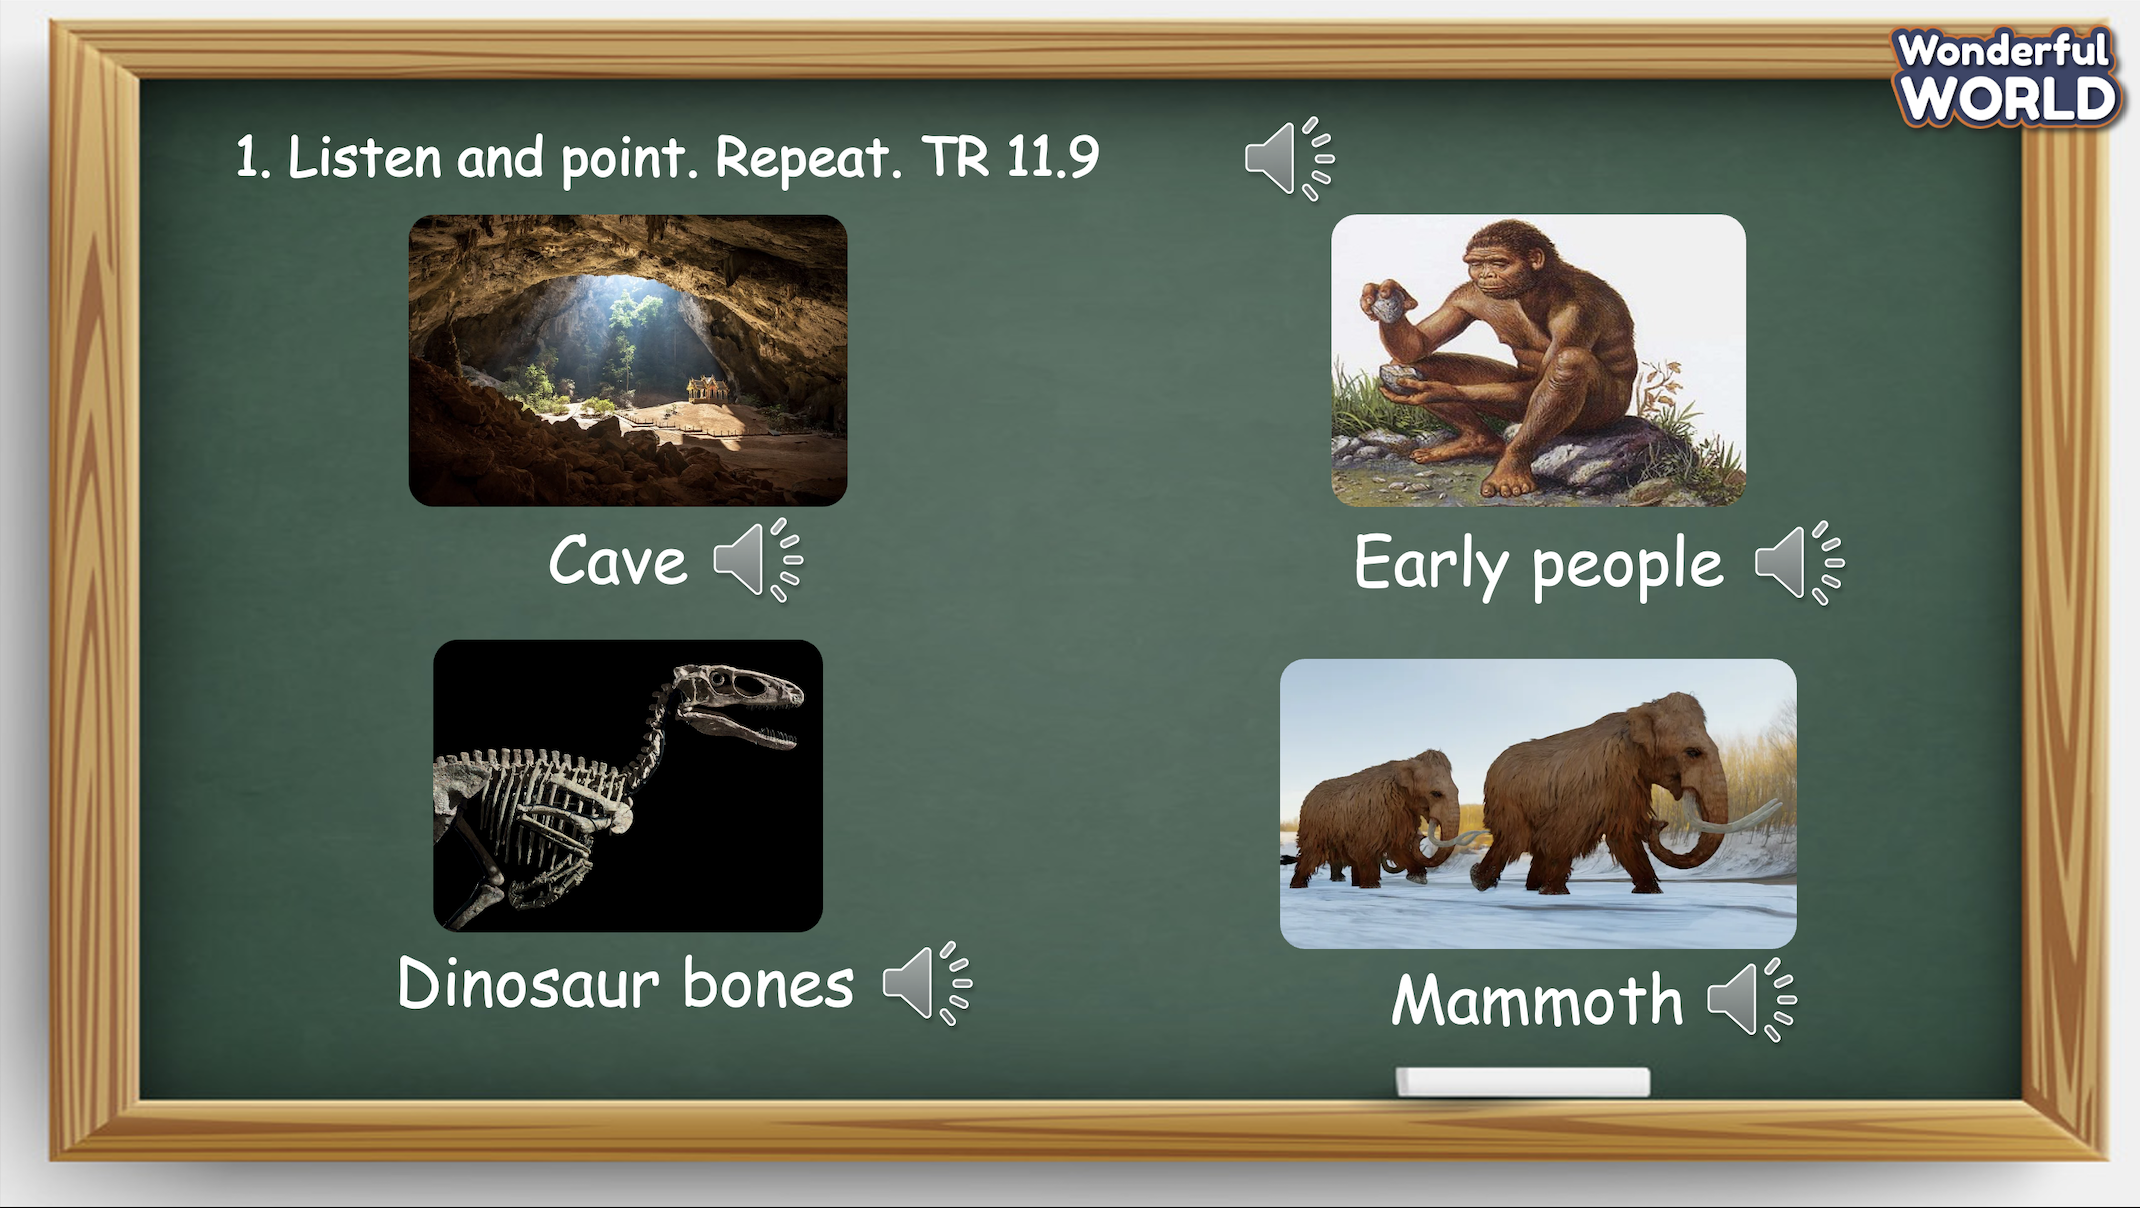 Wonderful
WORLD
1. Listen and point. Repeat. TR 11.9
Cave
Early people
Dinosaur bones
Mammoth